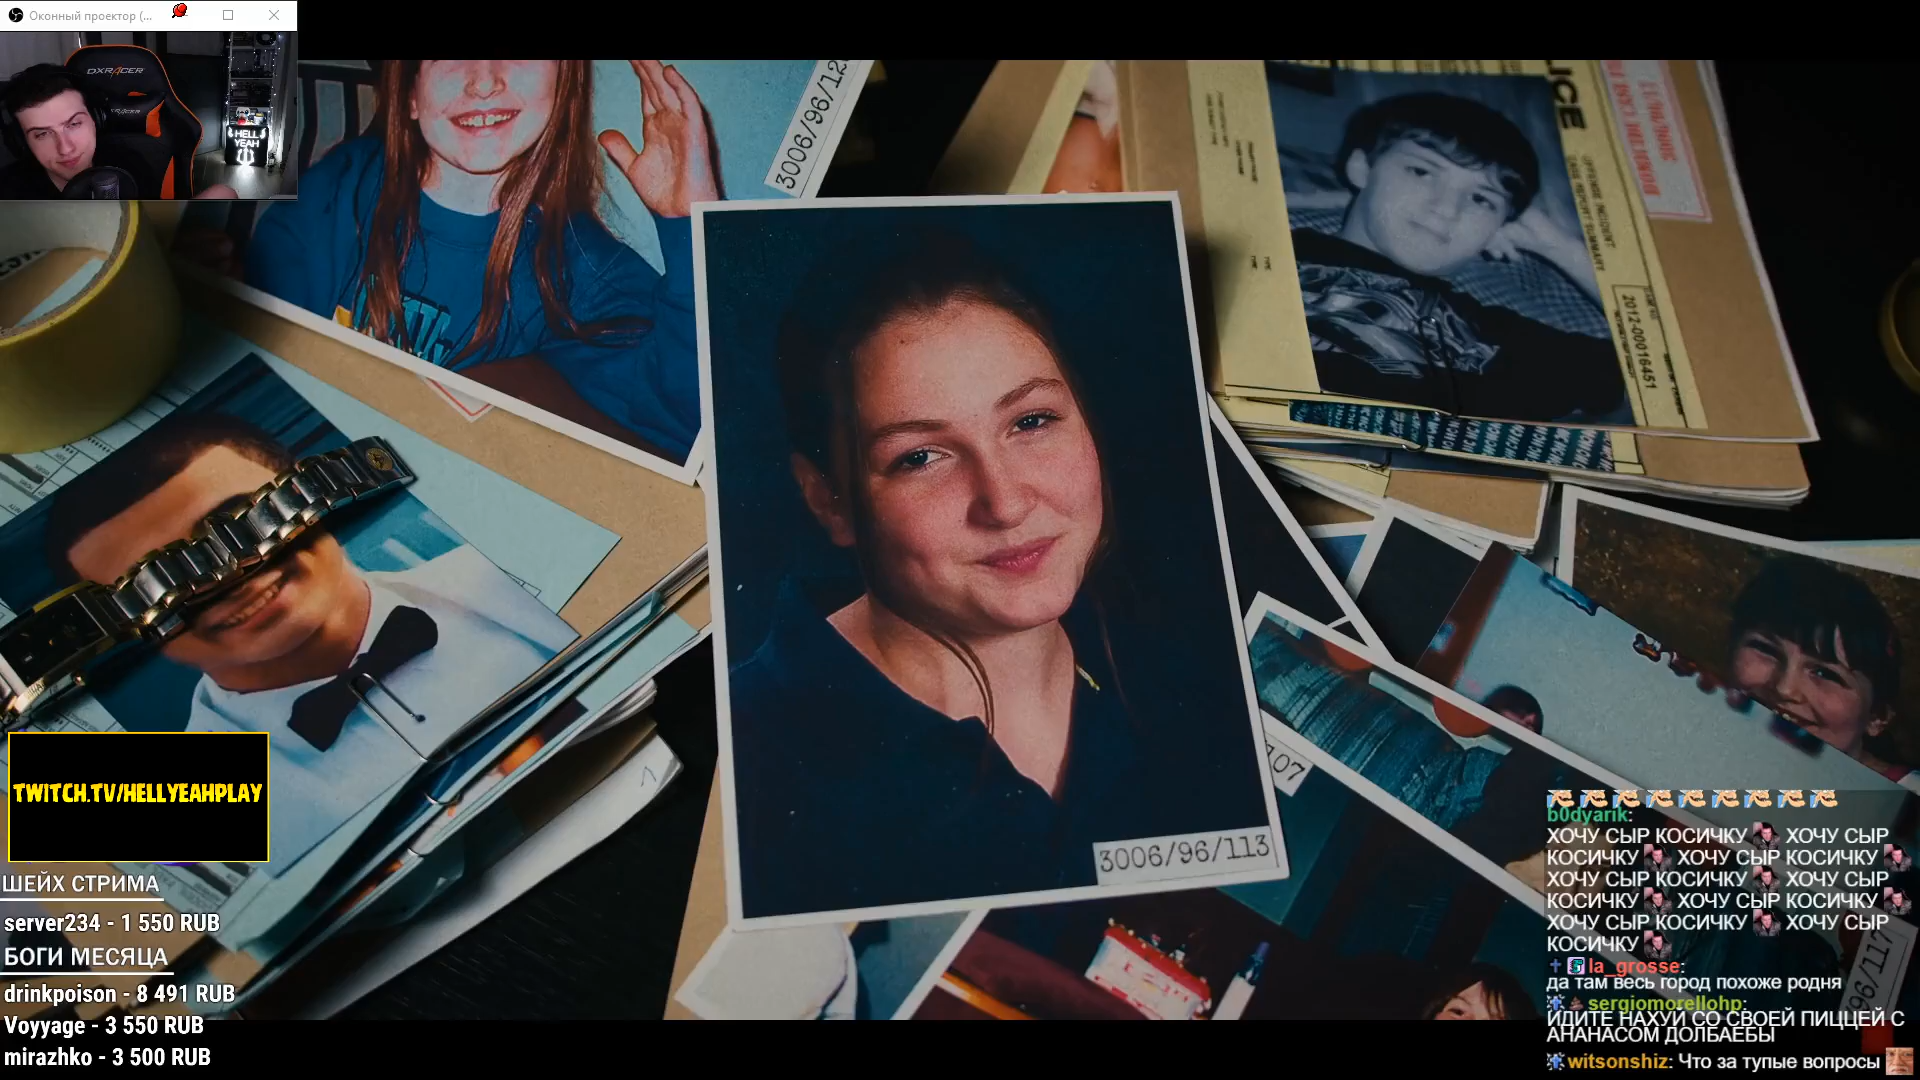 Оконный проектор (...
DXRACER
HELL
YEAH
3006/96/12
LICE
2012-00016451
3006/96/113
107
96/117
TWITCH.TV/HELLYEAHPLAY
ШЕЙХ СТРИМА
server234 - 1 550 RUB
БОГИ МЕСЯЦА
drinkpoison - 8 491 RUB
Voyyage - 3 550 RUB
mirazhko - 3 500 RUB
b0dyarik:
ХОЧУ СЫР КОСИЧКУ ХОЧУ СЫР
КОСИЧКУ ХОЧУ СЫР КОСИЧКУ
ХОЧУ СЫР КОСИЧКУ ХОЧУ СЫР
КОСИЧКУ ХОЧУ СЫР КОСИЧКУ
ХОЧУ СЫР КОСИЧКУ ХОЧУ СЫР
КОСИЧКУ
la_grosse:
да там весь город похоже родня
sergiomorellohp:
ИДИТЕ НАХУЙ СО СВОЕЙ ПИЦЦЕЙ С
АНАНАСОМ ДОЛБАЕБЫ
witsonshiz: Что за тупые вопросы